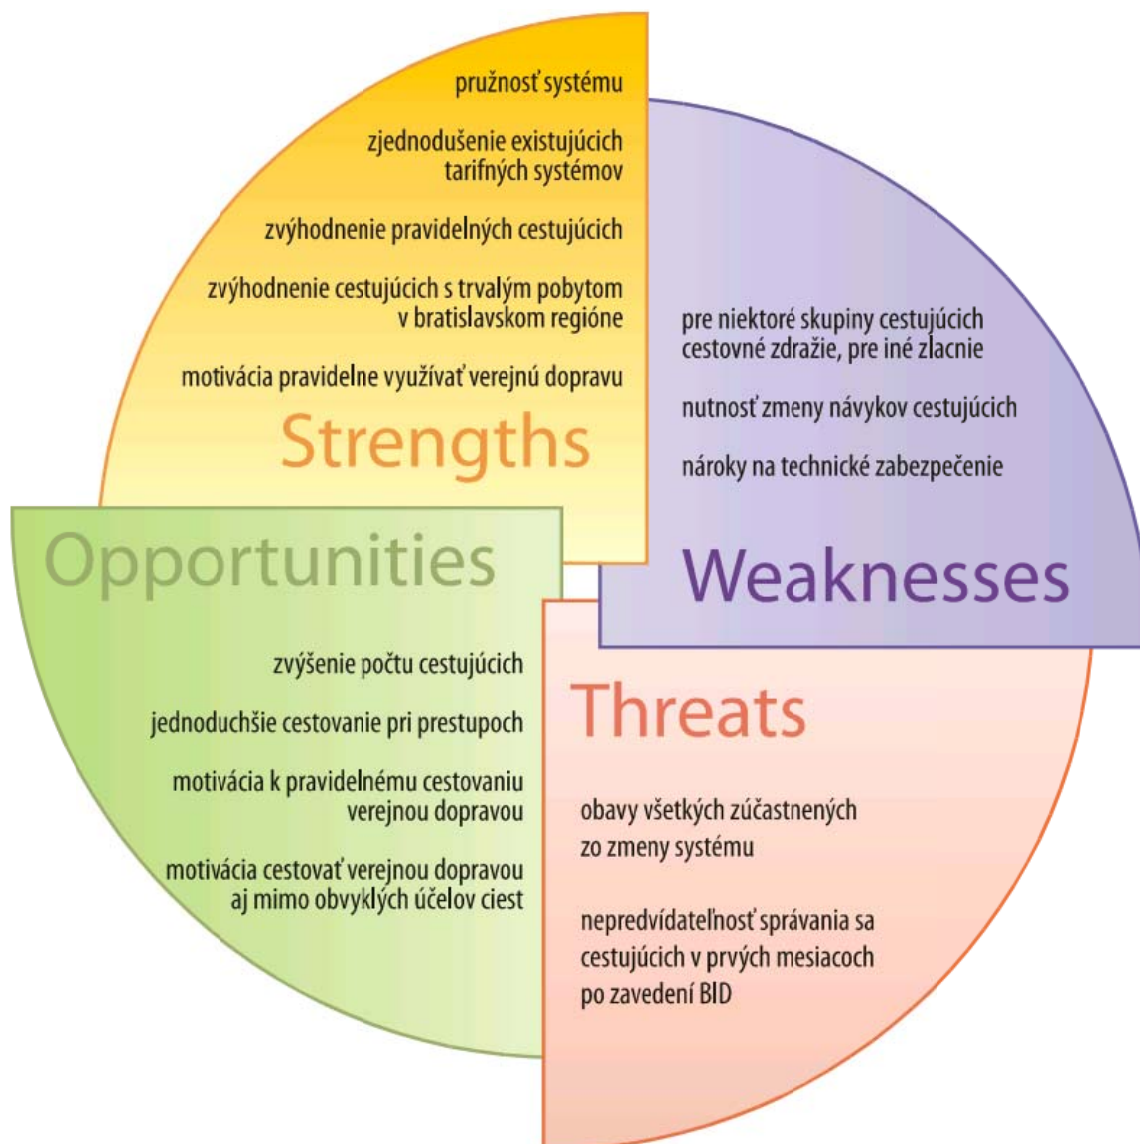 pružnosť systému
zjednodušenie existujúcich
tarifných systémov
zvýhodnenie pravidelných cestujúcich
zvýhodnenie cestujúcich s trvalým pobytom
v bratislavskom regióne
motivácia pravidelne využívať verejnú dopravu
Strengths
pre niektoré skupiny cestujúcich
cestovné zdražie, pre iné zlacnie
nutnosť zmeny návykov cestujúcich
nároky na technické zabezpečenie
Weaknesses
Opportunities
zvýšenie počtu cestujúcich
jednoduchšie cestovanie pri prestupoch
motivácia k pravidelnému cestovaniu
verejnou dopravou
motivácia cestovať verejnou dopravou
aj mimo obvyklých účelov ciest
Threats
obavy všetkých zúčastnených
zo zmeny systému
nepredvídateľnosť správania sa
cestujúcich v prvých mesiacoch
po zavedení BID